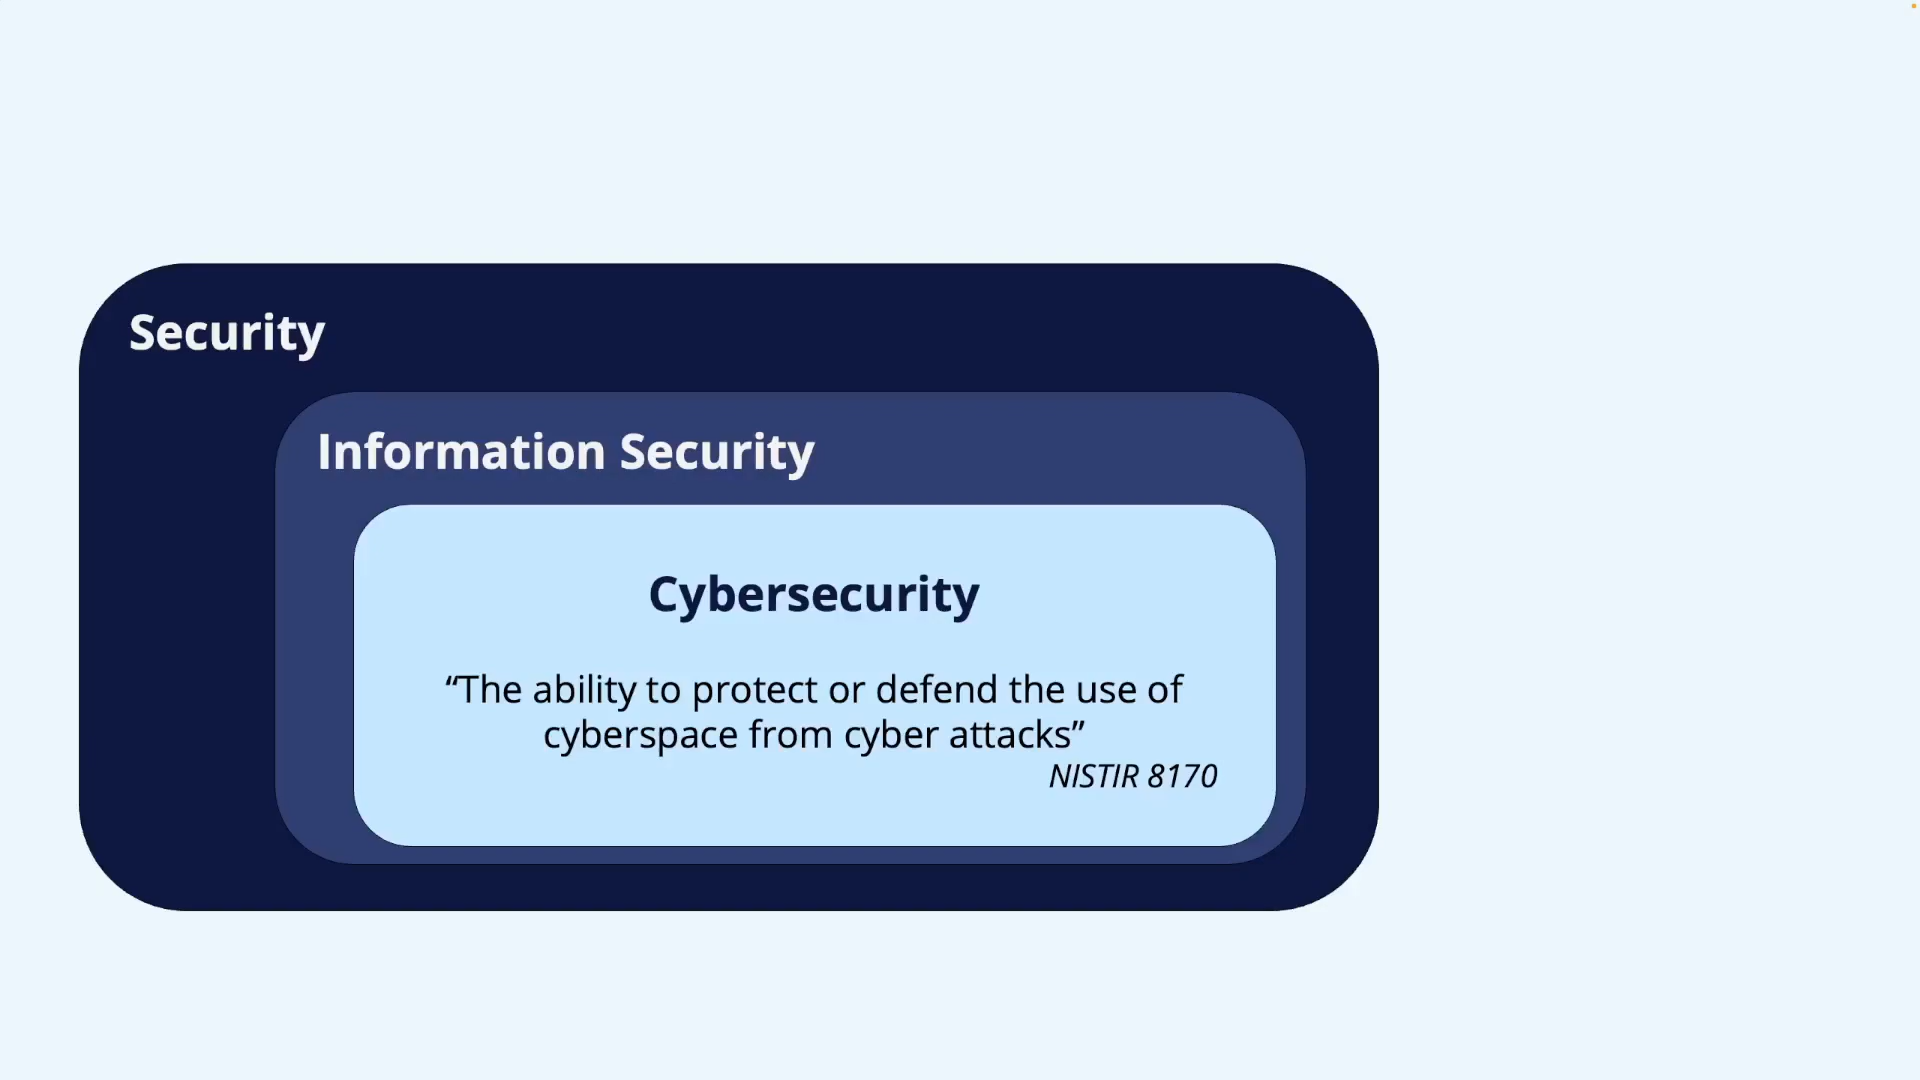 Security
Information Security
Cybersecurity
“The ability to protect or defend the use of
cyberspace from cyber attacks”
NISTIR 8170